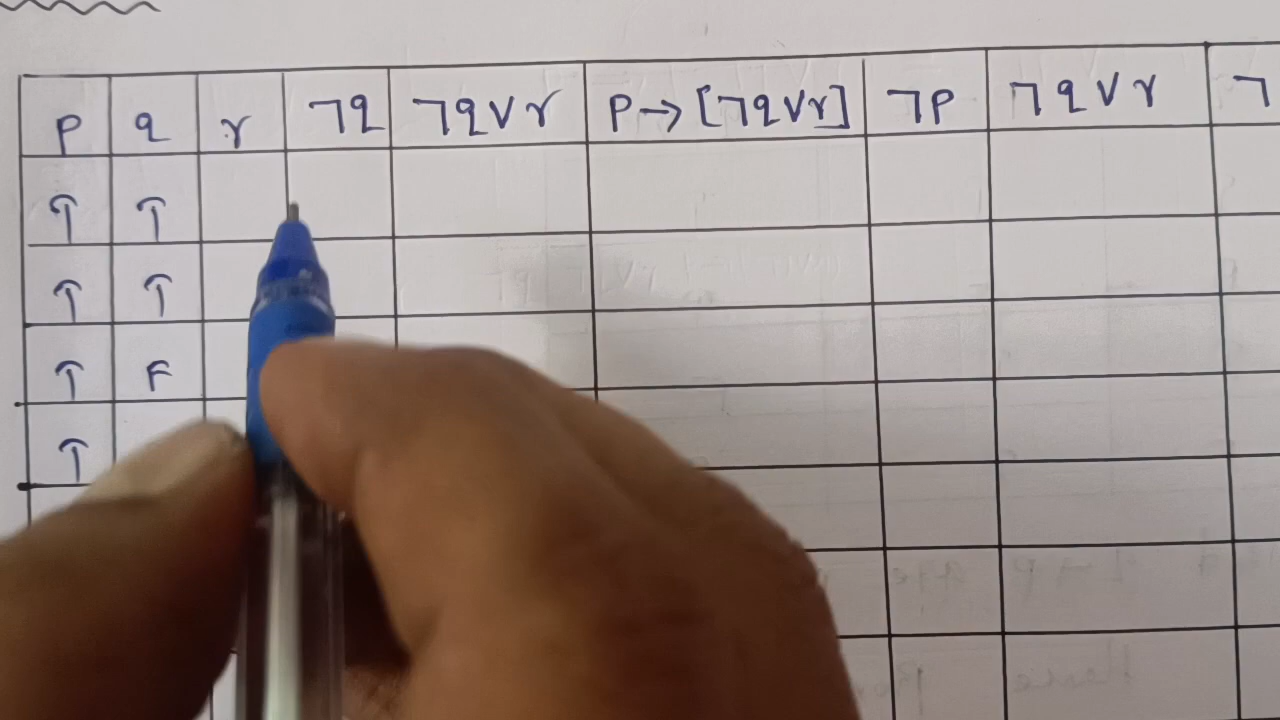 p q r ¬q ¬q∨r p→[¬q∨r] ¬p ¬q∨r ¬
T T
T T
T F
T